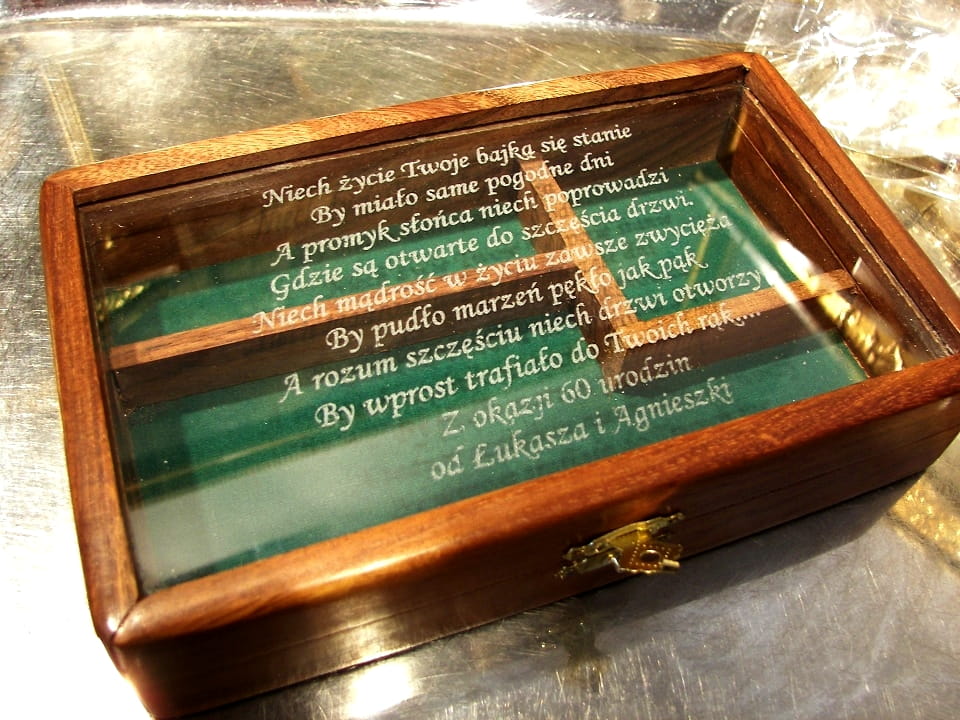 Niech życie Twoje bajką się stanie
By miało same pogodne dni
A promyk słońca niech poprowadzi
Gdzie są otwarte do szczęścia drzwi.
Niech mądrość w życiu zawsze zwycięża
By pudło marzeń pękło jak pąk
A rozum szczęściu niech drzwi otworzy
By wprost trafiało do Twoich rąk...
Z okazji 60 urodzin
od Łukasza i Agnieszki